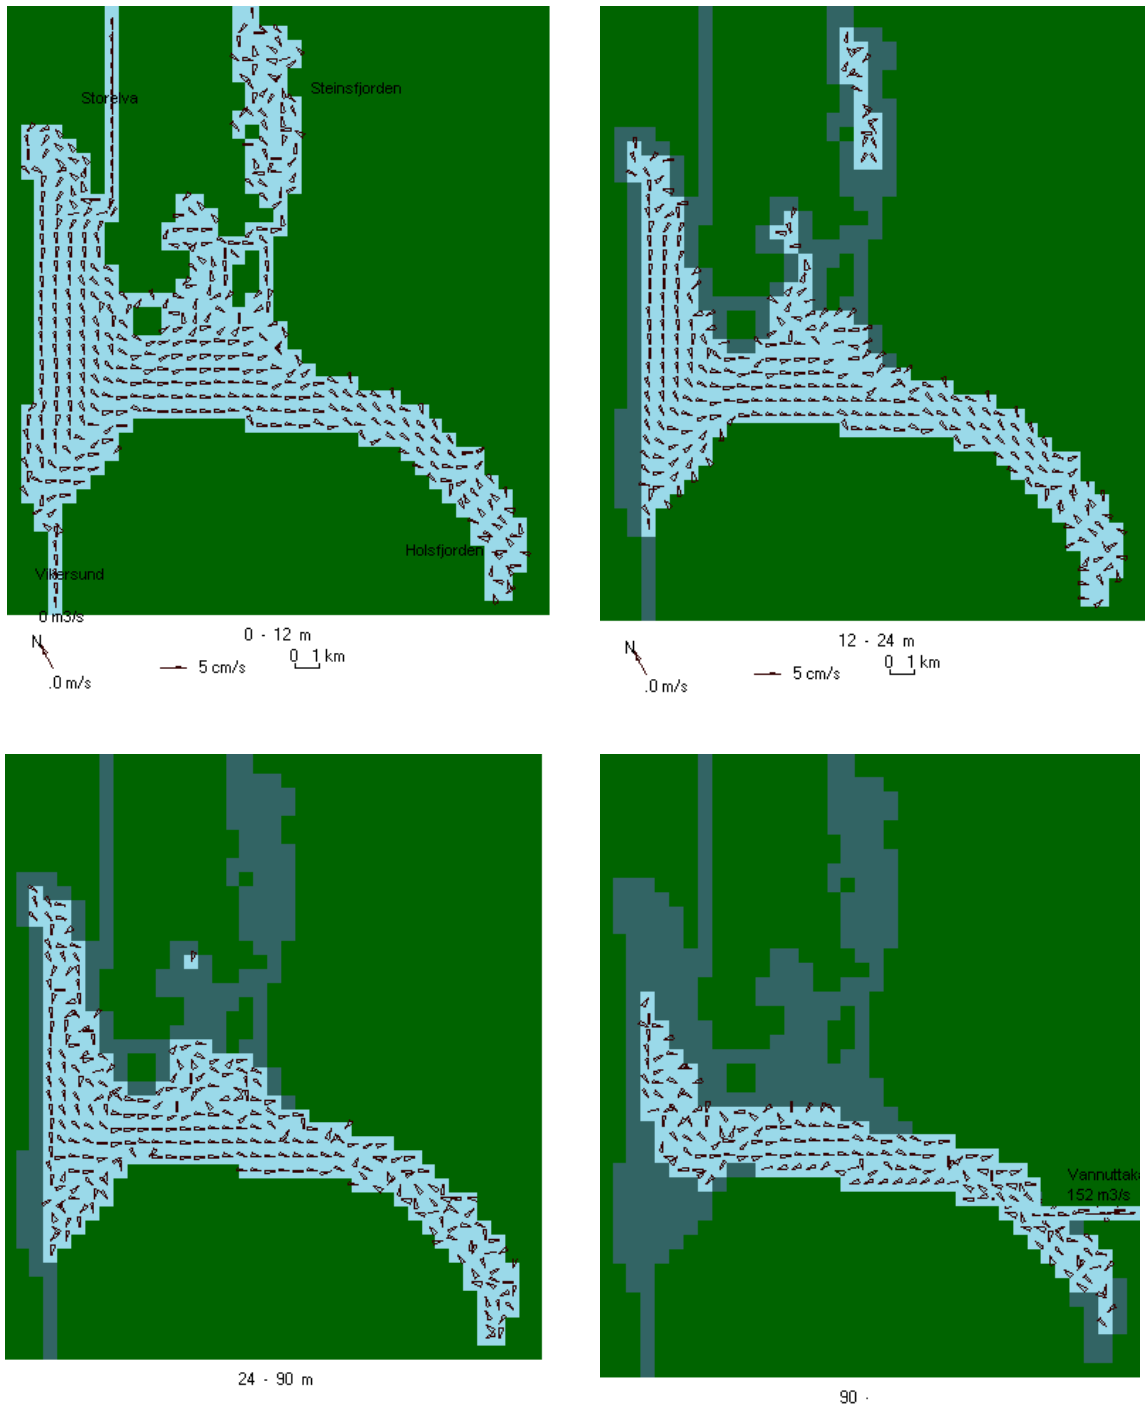 Storelva
Steinsfjorden
Holsfjorden
Vikersund
0 m3/s
0 - 12 m
N
.0 m/s
5 cm/s
0 1 km
12 - 24 m
N
.0 m/s
5 cm/s
0 1 km
Vannuttak
152 m3/s
24 - 90 m
90 -